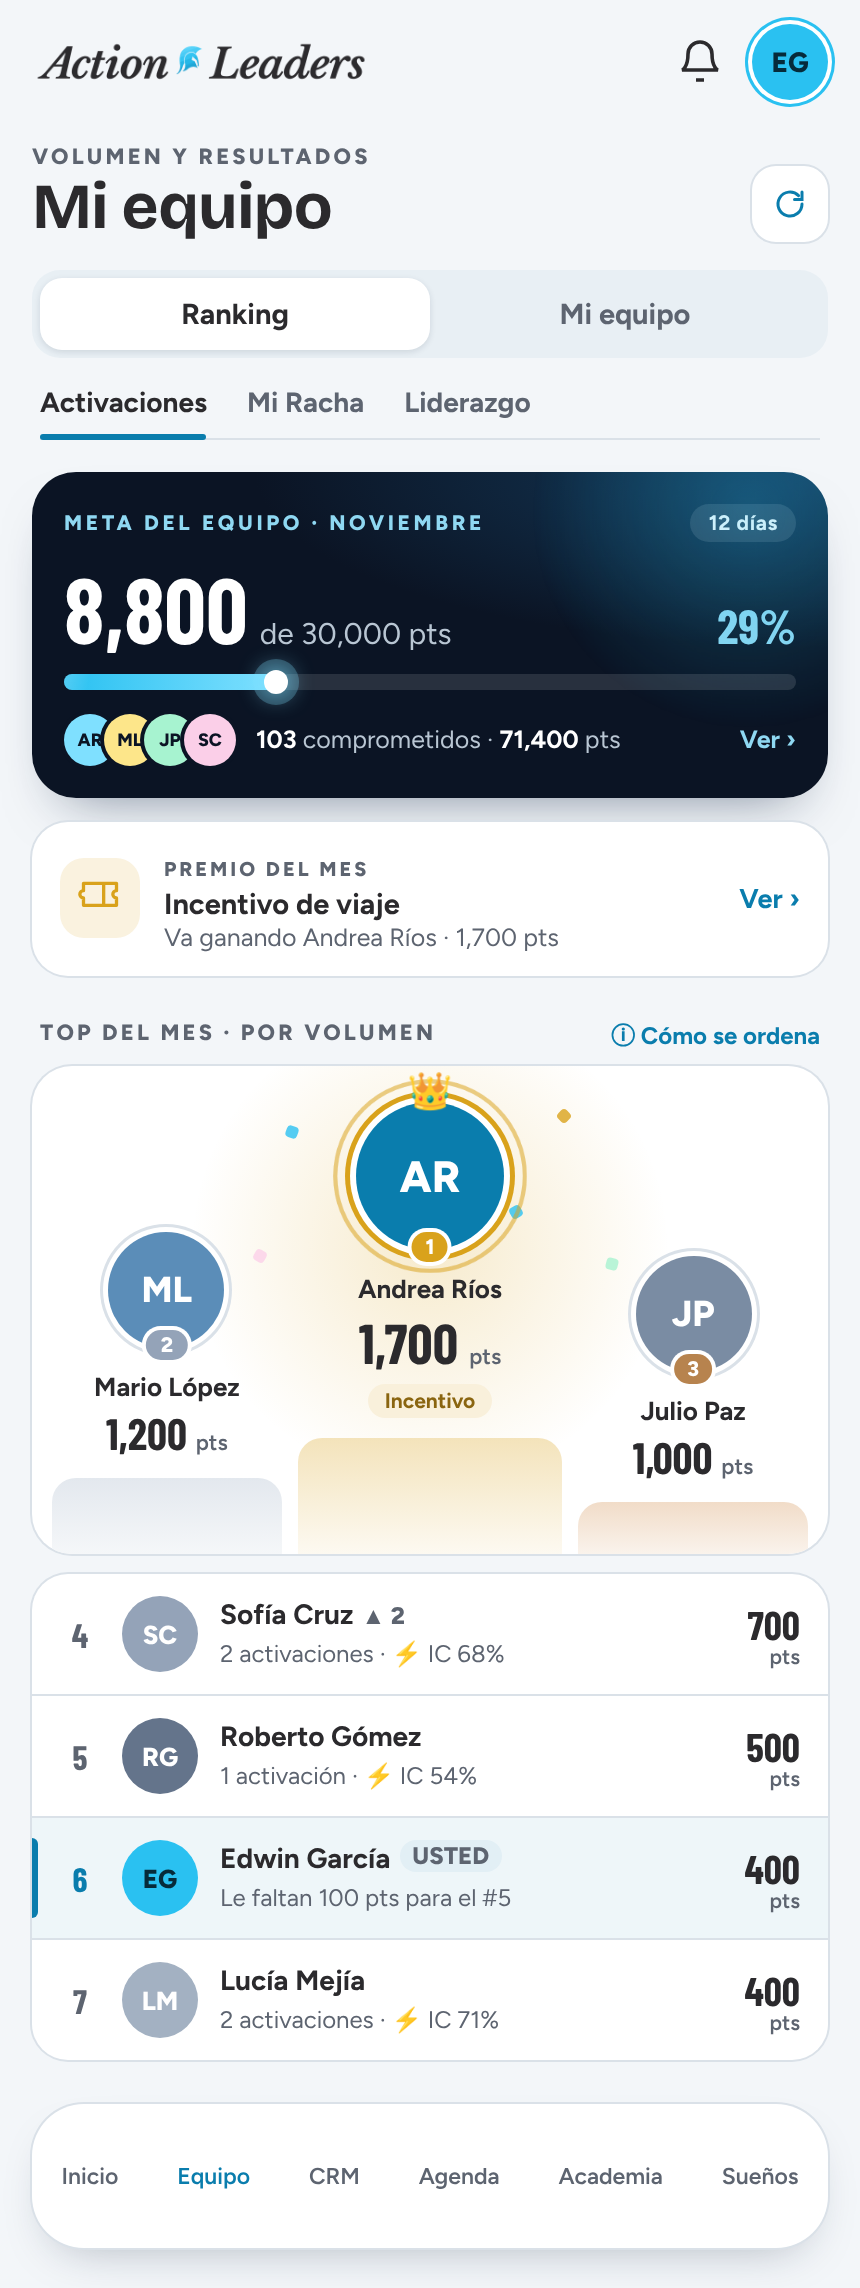 Action Leaders
EG
VOLUMEN Y RESULTADOS
Mi equipo
Ranking
Mi equipo
Activaciones
Mi Racha
Liderazgo
META DEL EQUIPO · NOVIEMBRE
12 días
8,800 de 30,000 pts
29%
AR ML JP SC
103 comprometidos · 71,400 pts
Ver ›
PREMIO DEL MES
Incentivo de viaje
Va ganando Andrea Ríos · 1,700 pts
Ver ›
TOP DEL MES · POR VOLUMEN
ⓘ Cómo se ordena
AR
1
Andrea Ríos
1,700 pts
Incentivo
ML
2
Mario López
1,200 pts
JP
3
Julio Paz
1,000 pts
4
SC
Sofía Cruz ▲ 2
2 activaciones · ⚡ IC 68%
700
pts
5
RG
Roberto Gómez
1 activación · ⚡ IC 54%
500
pts
6
EG
Edwin García USTED
Le faltan 100 pts para el #5
400
pts
7
LM
Lucía Mejía
2 activaciones · ⚡ IC 71%
400
pts
Inicio
Equipo
CRM
Agenda
Academia
Sueños